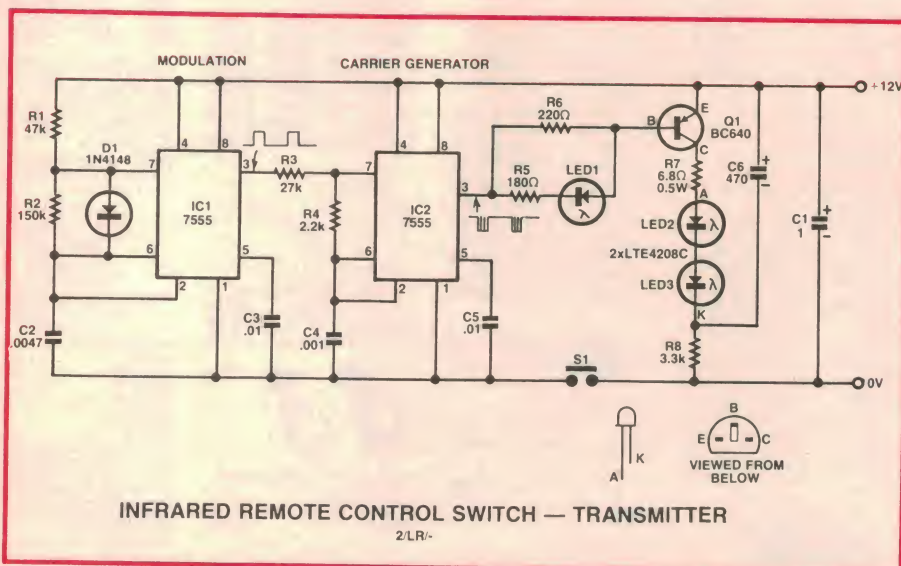 MODULATION
CARRIER GENERATOR
+12V
R1
47k
D1
1N4148
R2
150k
C2
.0047
7
6
4
8
3
5
2
1
IC1
7555
C3
.01
R3
27k
R4
2.2k
C4
.001
7
6
4
8
3
5
2
1
IC2
7555
C5
.01
R6
220Ω
R5
180Ω
LED1
λ
B
E
C
Q1
BC640
R7
6.8Ω
0.5W
A
LED2
λ
2xLTE4208C
LED3
λ
K
C6
470
+
−
C1
1
+
−
R8
3.3k
S1
0V
A
K
B
E
C
VIEWED FROM
BELOW
INFRARED REMOTE CONTROL SWITCH — TRANSMITTER
2/LR/-